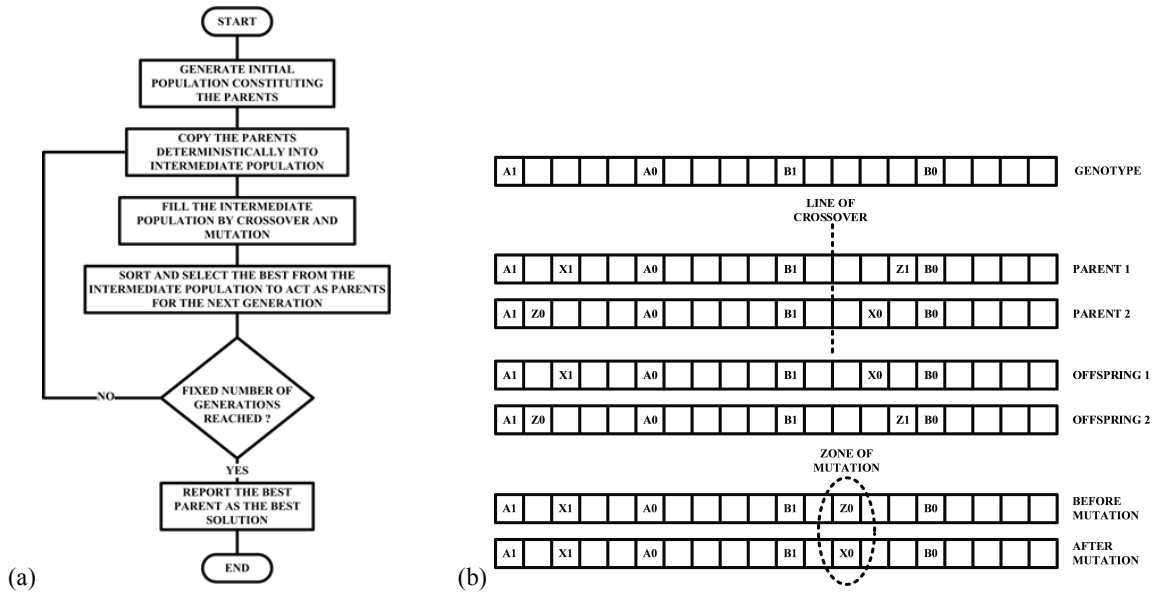 START
GENERATE INITIAL
POPULATION CONSTITUTING
THE PARENTS
COPY THE PARENTS
DETERMINISTICALLY INTO
INTERMEDIATE POPULATION
FILL THE INTERMEDIATE
POPULATION BY CROSSOVER AND
MUTATION
SORT AND SELECT THE BEST FROM THE
INTERMEDIATE POPULATION TO ACT AS PARENTS
FOR THE NEXT GENERATION
FIXED NUMBER OF
GENERATIONS
REACHED ?
NO
YES
REPORT THE BEST
PARENT AS THE BEST
SOLUTION
END
(a)
A1 A0 B1 B0 GENOTYPE
LINE OF
CROSSOVER
A1 X1 A0 B1 Z1 B0 PARENT 1
A1 Z0 A0 B1 X0 B0 PARENT 2
A1 X1 A0 B1 X0 B0 OFFSPRING 1
A1 Z0 A0 B1 Z1 B0 OFFSPRING 2
ZONE OF
MUTATION
A1 X1 A0 B1 Z0 B0 BEFORE
MUTATION
A1 X1 A0 B1 X0 B0 AFTER
MUTATION
(b)